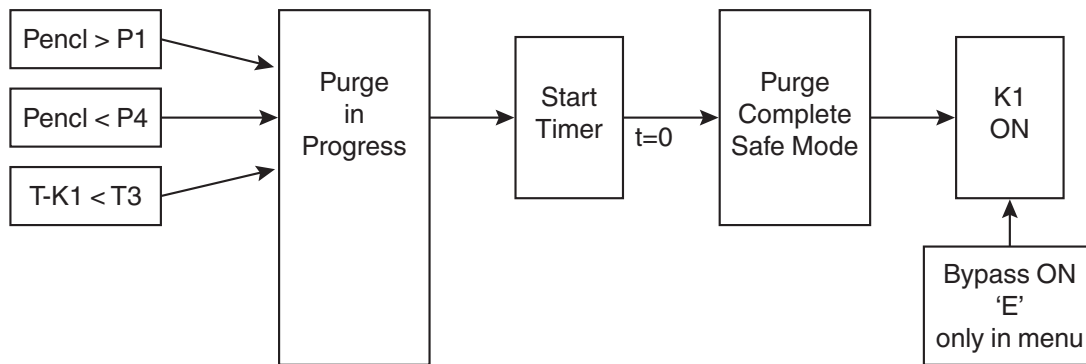 Pencl > P1
Pencl < P4
T-K1 < T3
Purge
in
Progress
Start
Timer
t=0
Purge
Complete
Safe Mode
K1
ON
Bypass ON
‘E’
only in menu